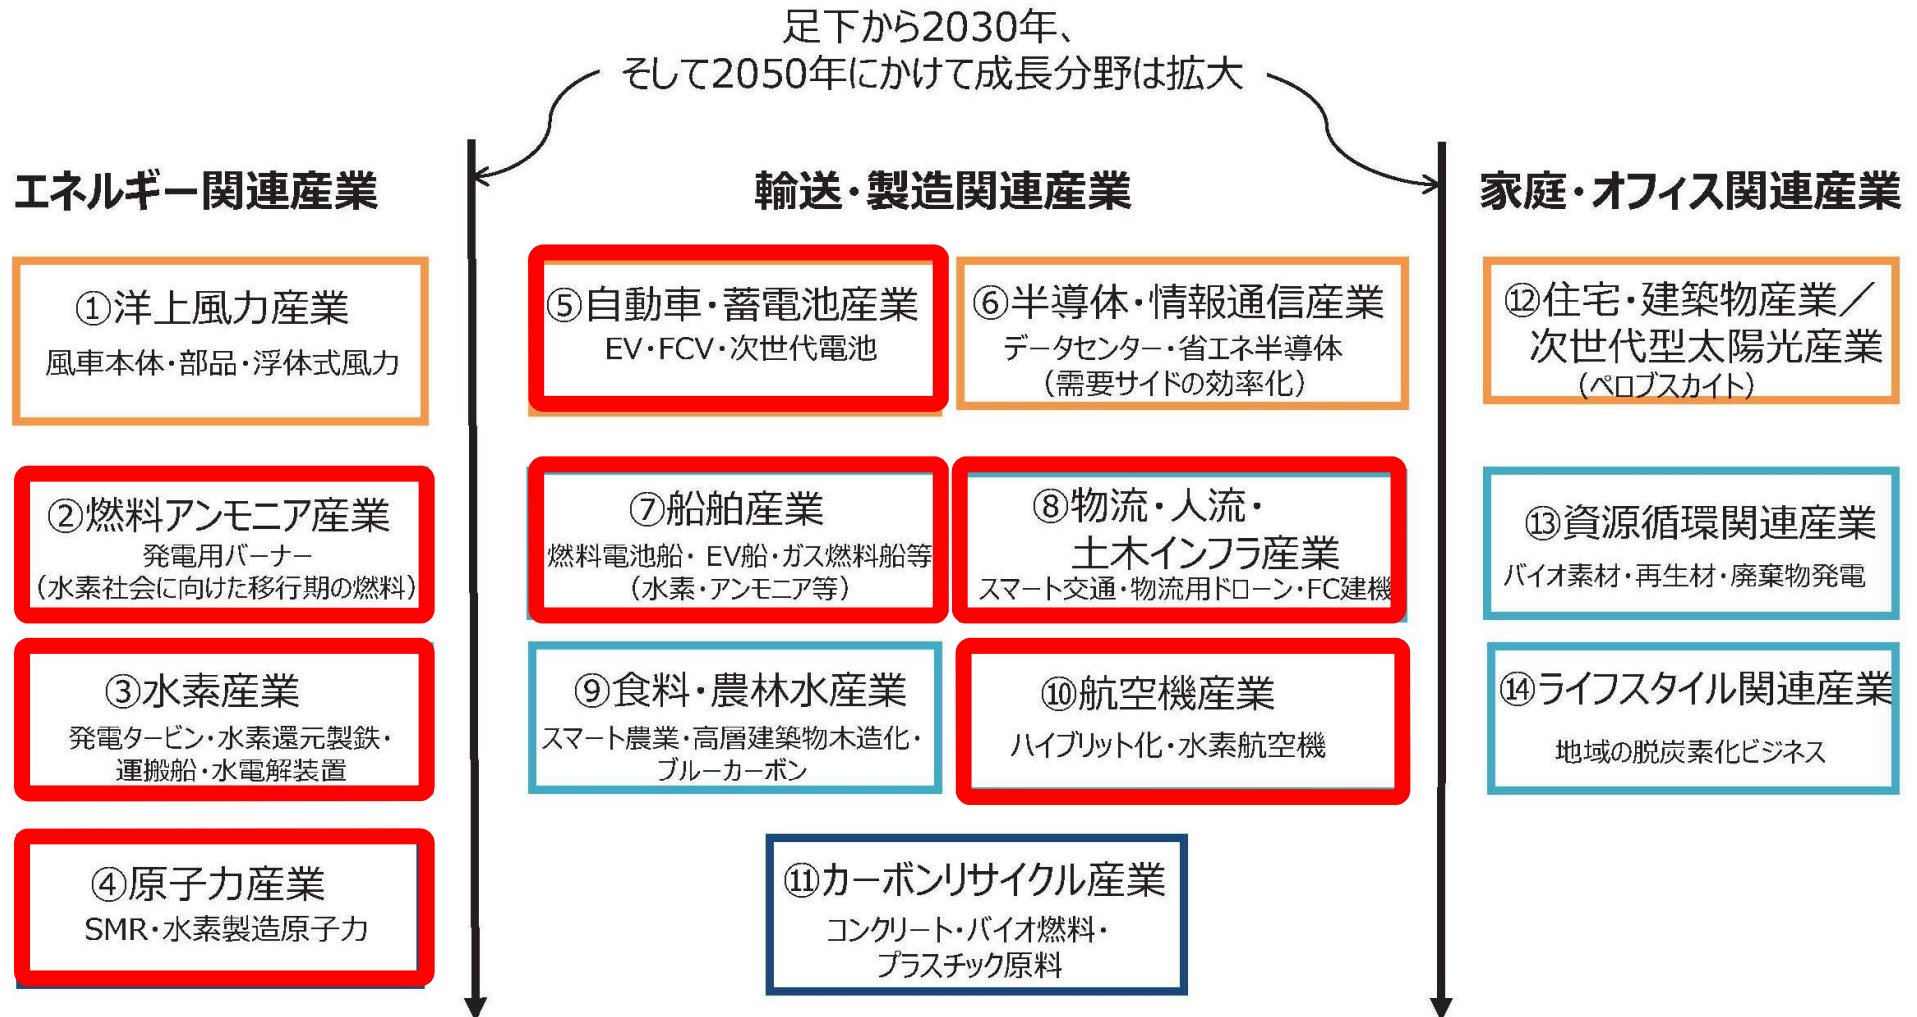 足下から2030年、
そして2050年にかけて成長分野は拡大
エネルギー関連産業
①洋上風力産業
風車本体・部品・浮体式風力
②燃料アンモニア産業
発電用バーナー
（水素社会に向けた移行期の燃料）
③水素産業
発電タービン・水素還元製鉄・
運搬船・水電解装置
④原子力産業
SMR・水素製造原子力
輸送・製造関連産業
⑤自動車・蓄電池産業
EV・FCV・次世代電池
⑥半導体・情報通信産業
データセンター・省エネ半導体
（需要サイドの効率化）
⑦船舶産業
燃料電池船・EV船・ガス燃料船等
（水素・アンモニア等）
⑧物流・人流・
土木インフラ産業
スマート交通・物流用ドローン・FC建機
⑨食料・農林水産業
スマート農業・高層建築物木造化・
ブルーカーボン
⑩航空機産業
ハイブリット化・水素航空機
⑪カーボンリサイクル産業
コンクリート・バイオ燃料・
プラスチック原料
家庭・オフィス関連産業
⑫住宅・建築物産業／
次世代型太陽光産業
（ペロブスカイト）
⑬資源循環関連産業
バイオ素材・再生材・廃棄物発電
⑭ライフスタイル関連産業
地域の脱炭素化ビジネス